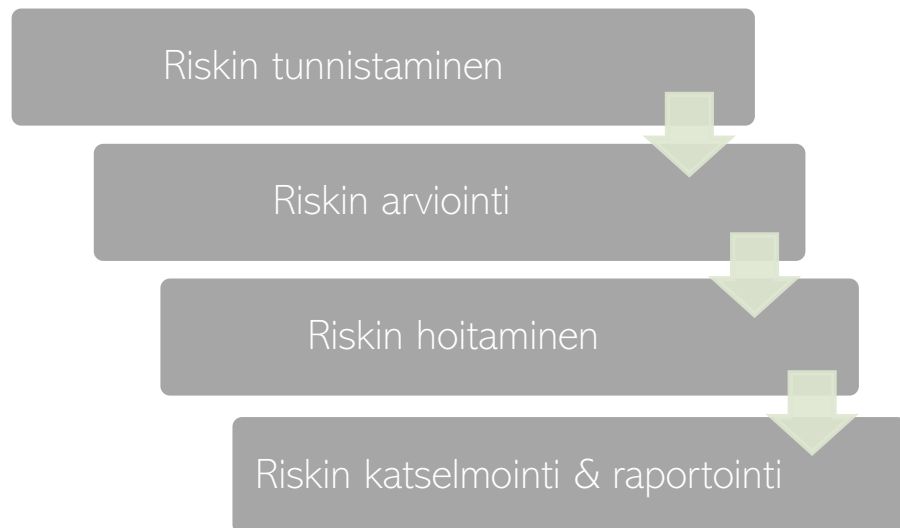 Riskin tunnistaminen
Riskin arviointi
Riskin hoitaminen
Riskin katselmointi & raportointi